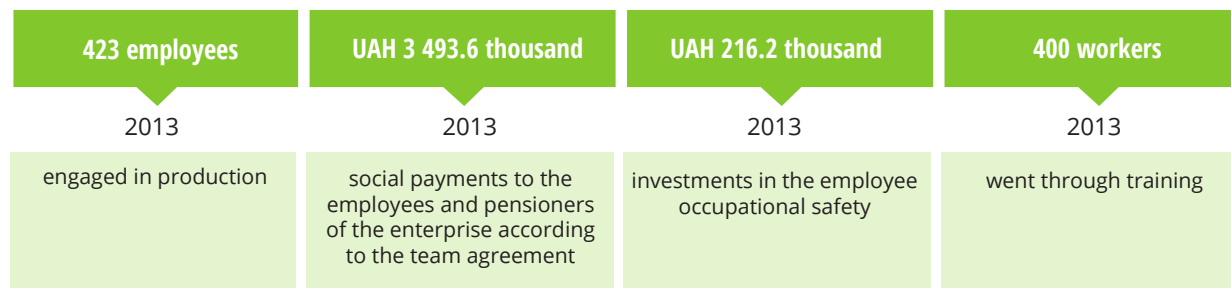 423 employees
2013
engaged in production
UAH 3 493.6 thousand
2013
social payments to the
employees and pensioners
of the enterprise according
to the team agreement
UAH 216.2 thousand
2013
investments in the employee
occupational safety
400 workers
2013
went through training